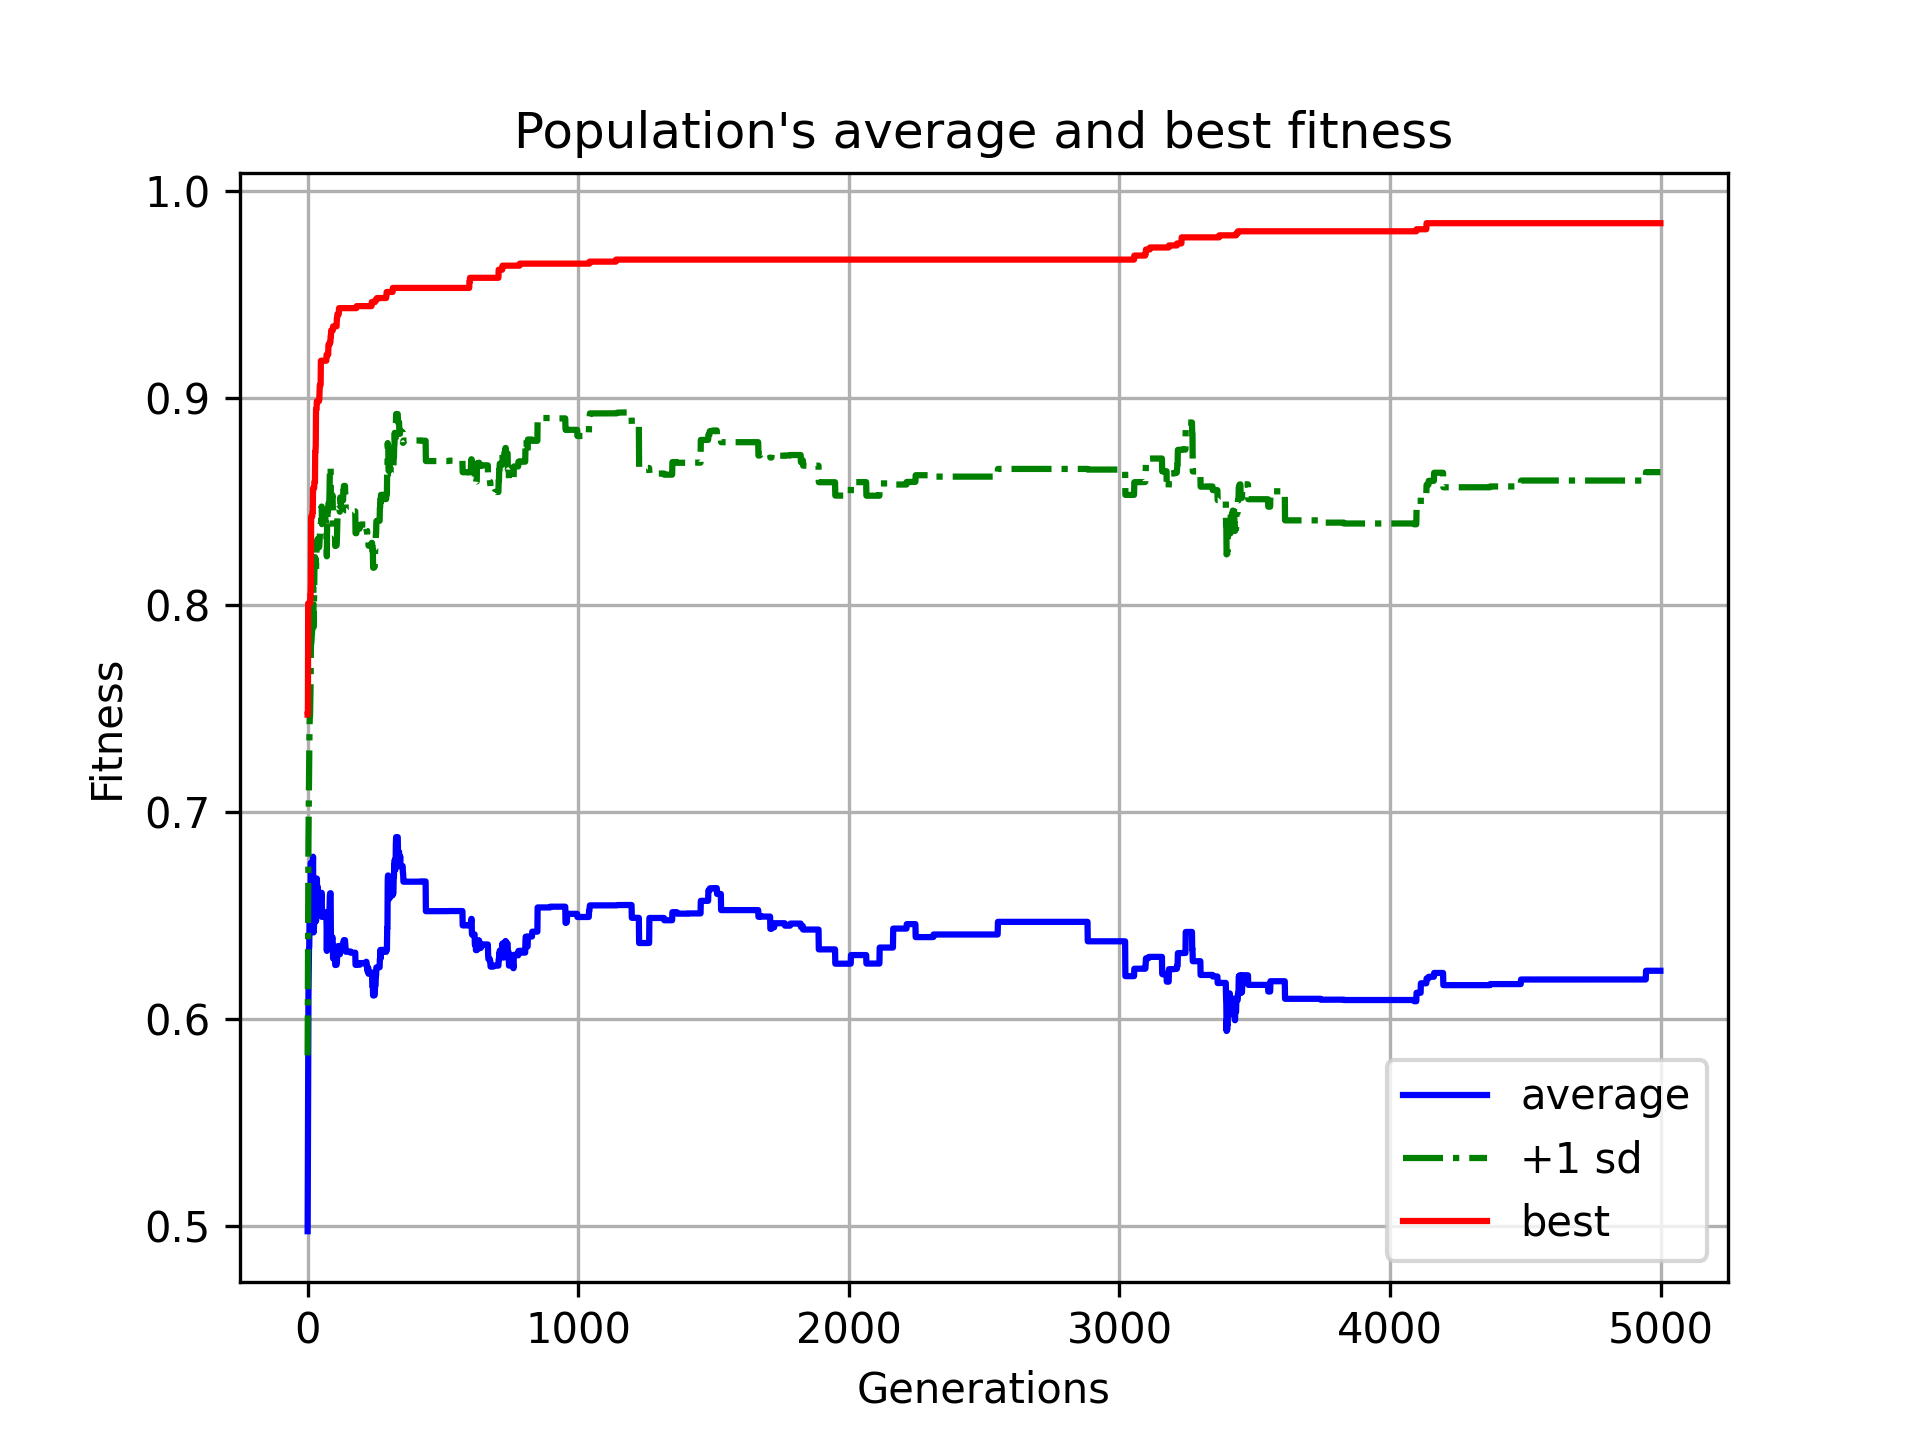 Population's average and best fitness
1.0
0.9
0.8
0.7
0.6
0.5
Fitness
0 1000 2000 3000 4000 5000
Generations
average
+1 sd
best